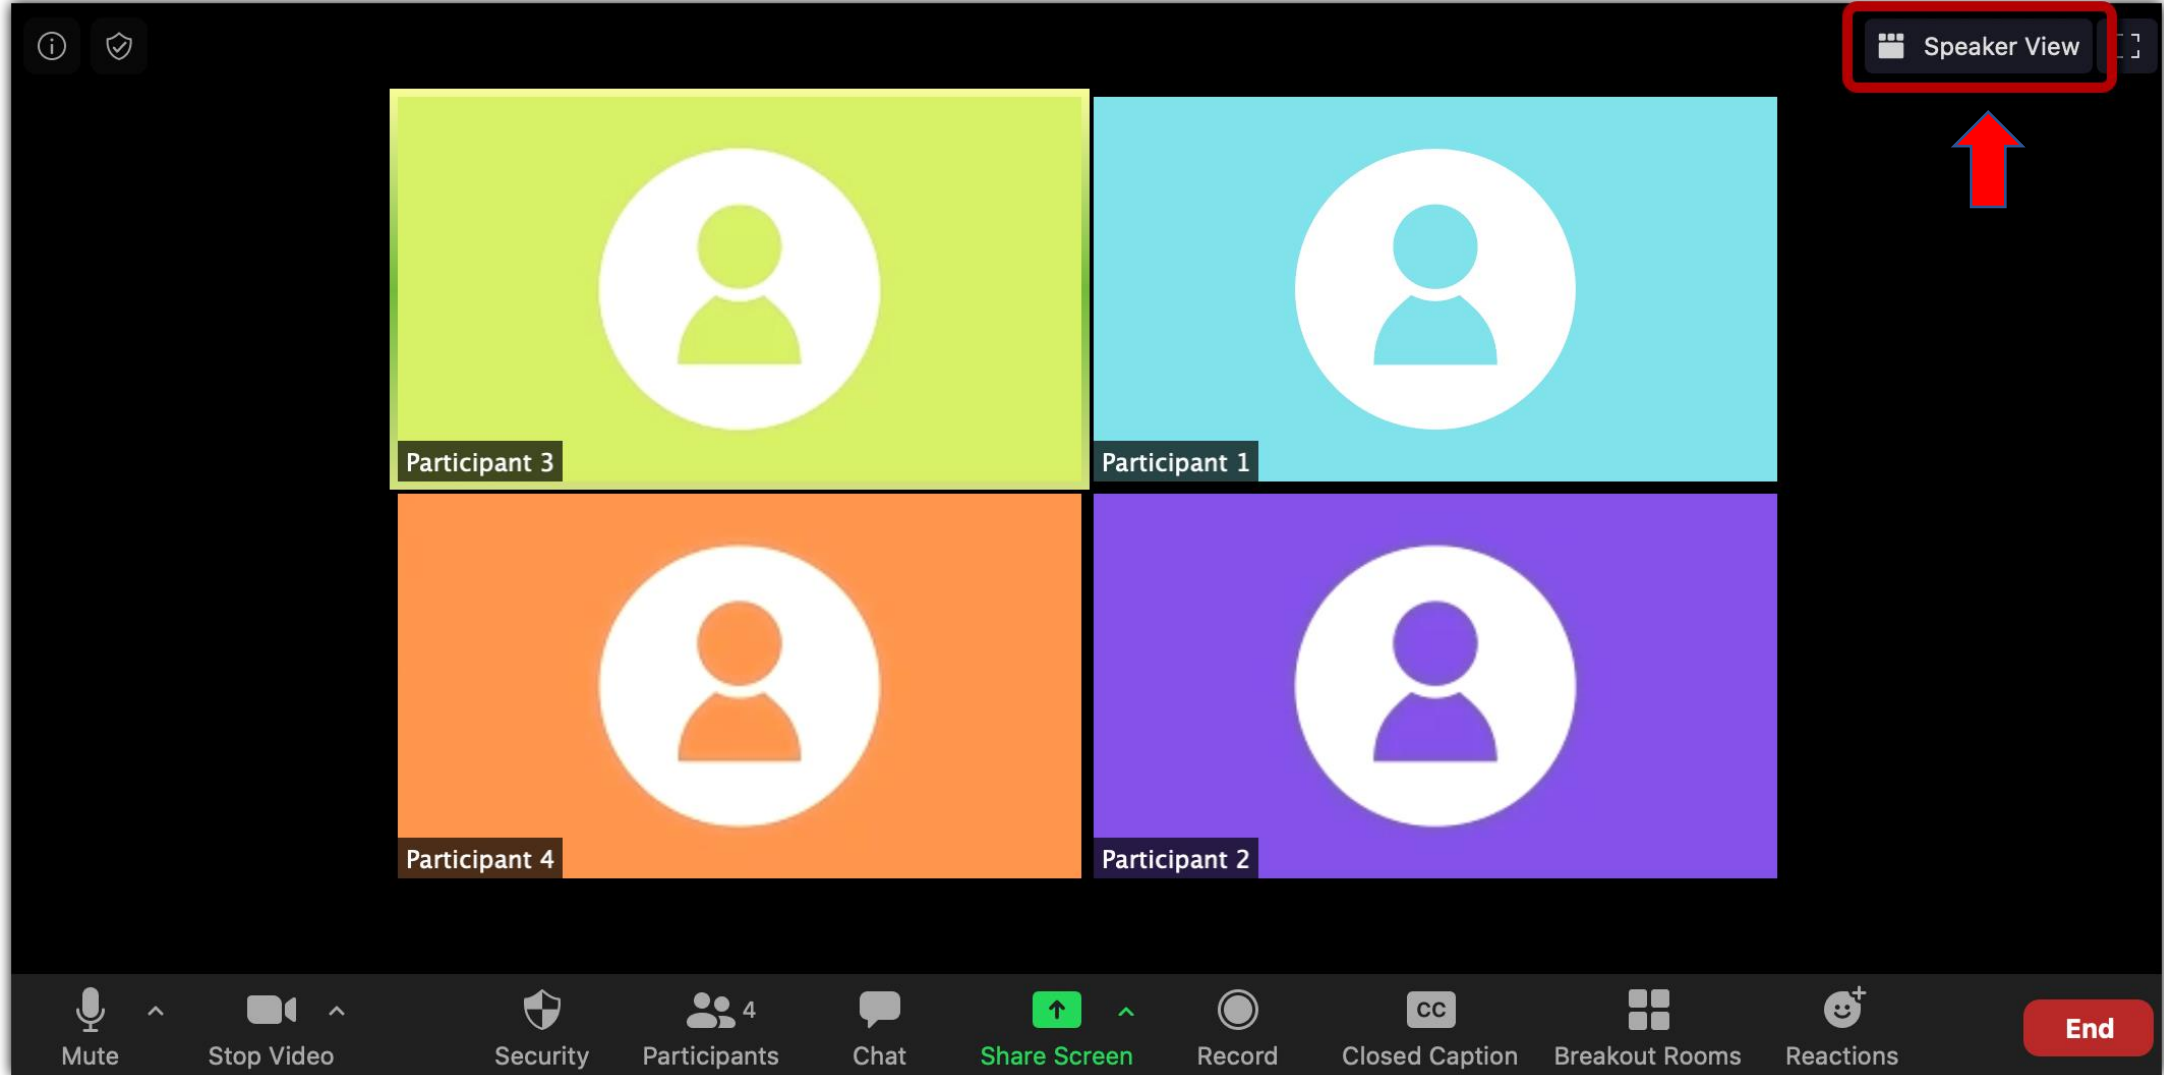 Speaker View
Participant 3
Participant 1
Participant 4
Participant 2
4
CC
Mute
Stop Video
Security
Participants
Chat
Share Screen
Record
Closed Caption
Breakout Rooms
Reactions
End